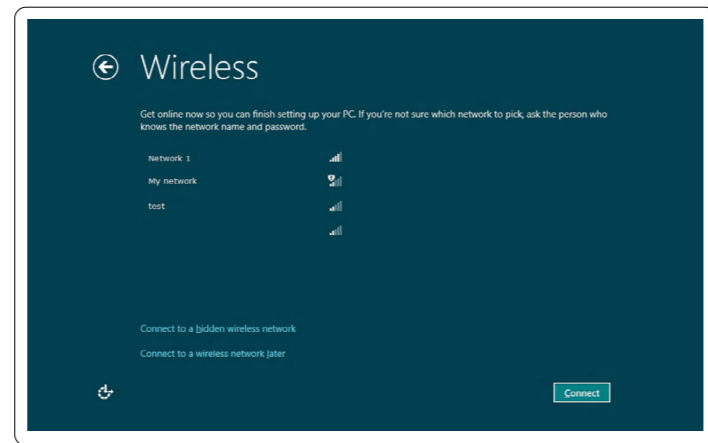 Wireless
Get online now so you can finish setting up your PC. If you're not sure which network to pick, ask the person who
knows the network name and password.
Network 1
My network
test
Connect to a hidden wireless network
Connect to a wireless network later
Connect